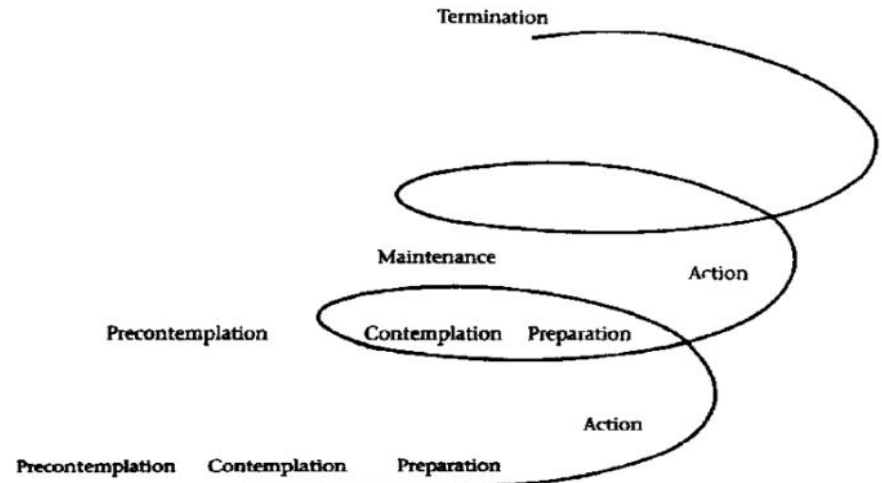 Termination
Maintenance
Action
Precontemplation Contemplation Preparation
Action
Precontemplation Contemplation Preparation